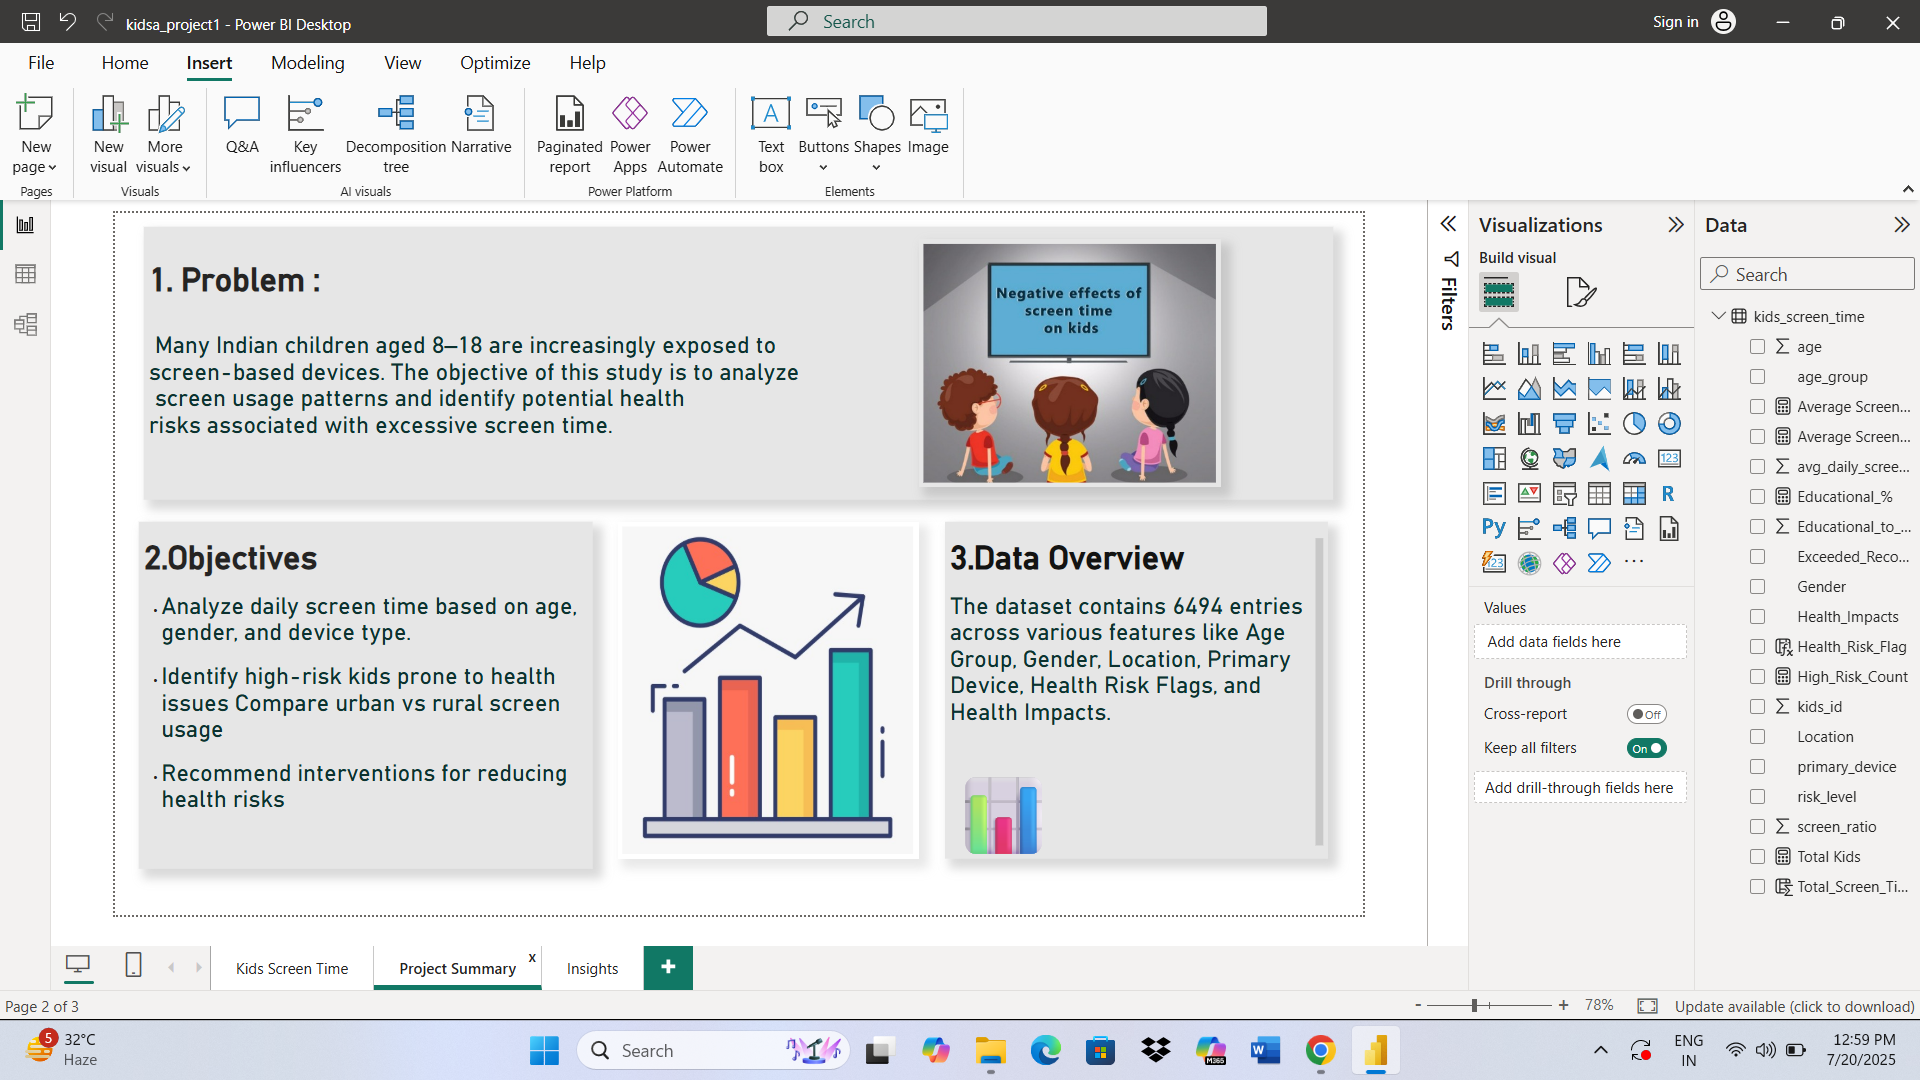 kidsa_project1 - Power BI Desktop
Search
Sign in
File
Home
Insert
Modeling
View
Optimize
Help
New page
New visual
More visuals
Q&A
Key influencers
Decomposition tree
Narrative
Paginated report
Power Apps
Power Automate
Text box
Buttons
Shapes
Image
Pages
Visuals
AI visuals
Power Platform
Elements
1. Problem :
Many Indian children aged 8–18 are increasingly exposed to
screen-based devices. The objective of this study is to analyze
screen usage patterns and identify potential health
risks associated with excessive screen time.
Negative effects of
screen time
on kids
2.Objectives
• Analyze daily screen time based on age,
gender, and device type.
• Identify high-risk kids prone to health
issues Compare urban vs rural screen
usage
• Recommend interventions for reducing
health risks
3.Data Overview
The dataset contains 6494 entries
across various features like Age
Group, Gender, Location, Primary
Device, Health Risk Flags, and
Health Impacts.
Filters
Visualizations
Build visual
123
R
Py
123
...
Values
Add data fields here
Drill through
Cross-report
Off
Keep all filters
On
Add drill-through fields here
Data
Search
kids_screen_time
age
age_group
Average Screen...
Average Screen...
avg_daily_scree...
Educational_%
Educational_to_...
Exceeded_Reco...
Gender
Health_Impacts
Health_Risk_Flag
High_Risk_Count
kids_id
Location
primary_device
risk_level
screen_ratio
Total Kids
Total_Screen_Ti...
Kids Screen Time
Project Summary
x
Insights
+
Page 2 of 3
- + 78%
Update available (click to download)
5
32°C
Haze
Search
M365
W
ENG
IN
12:59 PM
7/20/2025